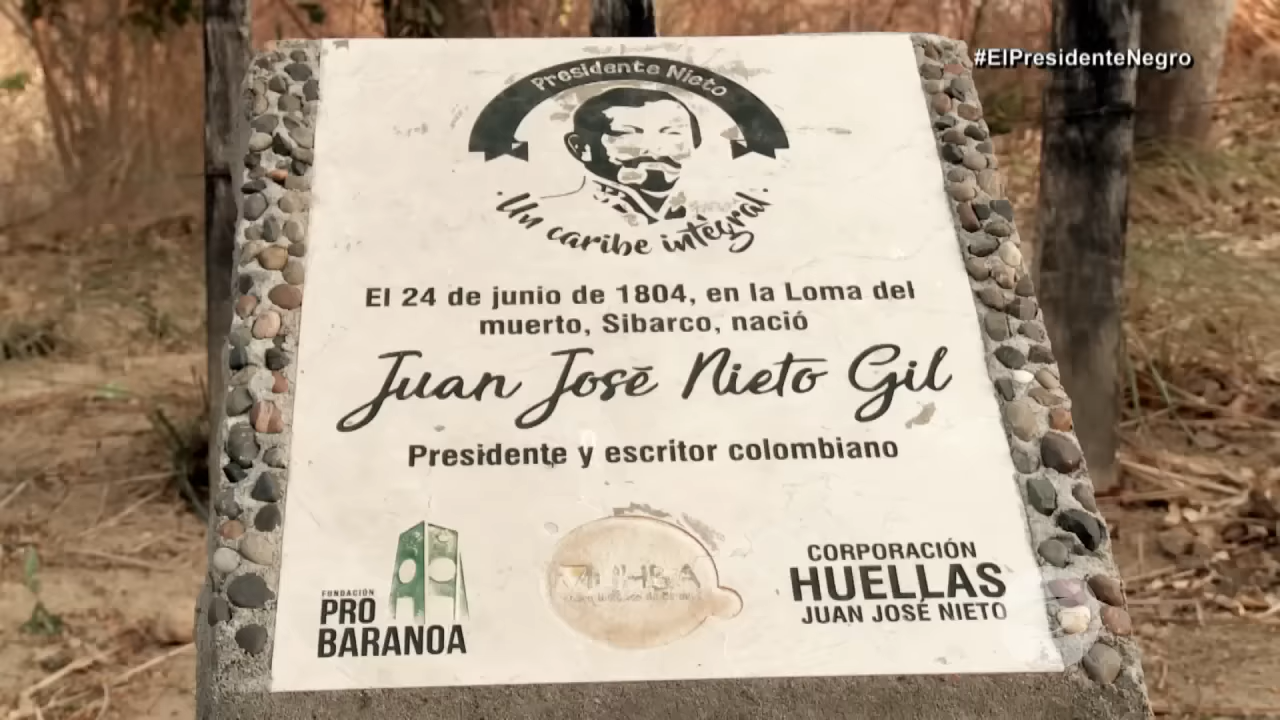 #ElPresidenteNegro
Presidente Nieto
Un caribe integral
El 24 de junio de 1804, en la Loma del
muerto, Sibarco, nació
Juan José Nieto Gil
Presidente y escritor colombiano
FUNDACIÓN
PRO
BARANOA
CORPORACIÓN
HUELLAS
JUAN JOSÉ NIETO